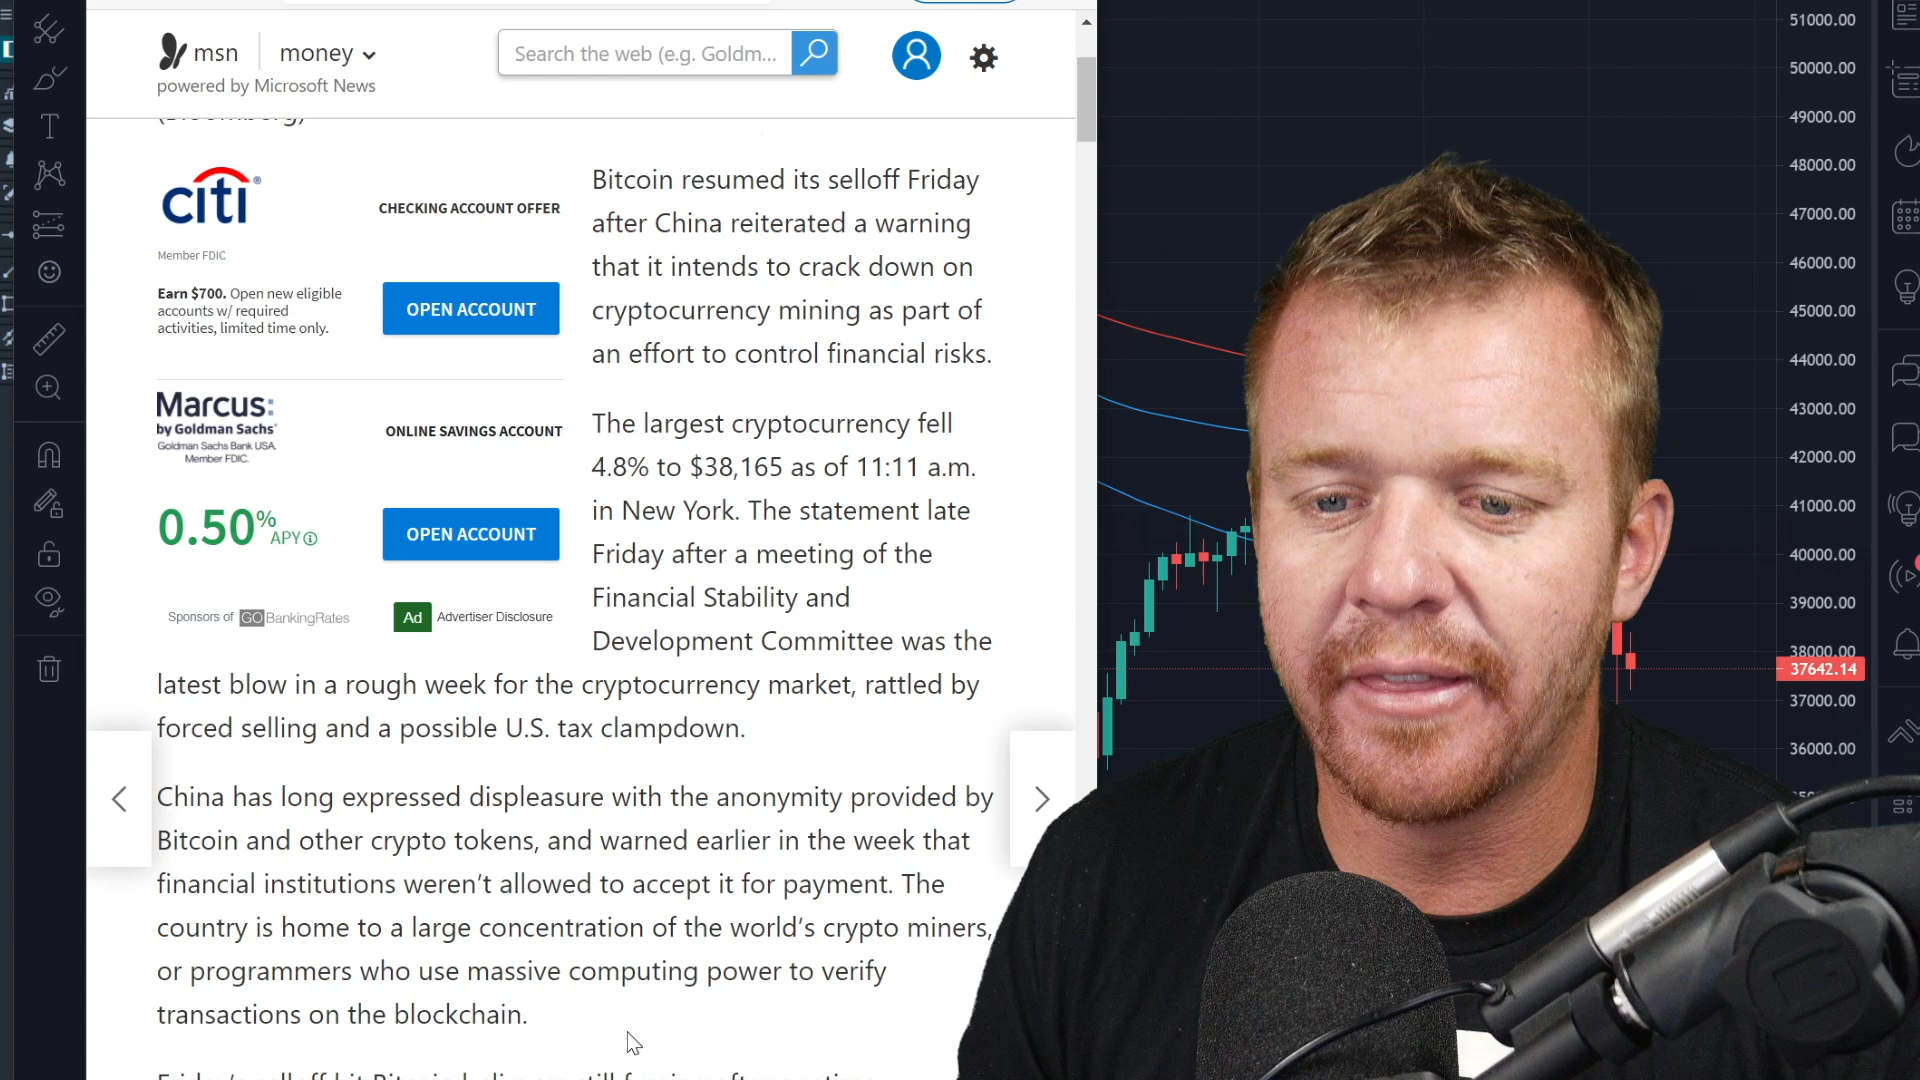 msn
money
Search the web (e.g. Goldm...
powered by Microsoft News
(Bloomberg)
citi®
CHECKING ACCOUNT OFFER
Member FDIC
Earn $700. Open new eligible
accounts w/ required
activities, limited time only.
OPEN ACCOUNT
Marcus:
by Goldman Sachs®
Goldman Sachs Bank USA.
Member FDIC.
ONLINE SAVINGS ACCOUNT
0.50% APY
OPEN ACCOUNT
Sponsors of GOBankingRates
Ad Advertiser Disclosure
Bitcoin resumed its selloff Friday
after China reiterated a warning
that it intends to crack down on
cryptocurrency mining as part of
an effort to control financial risks.
The largest cryptocurrency fell
4.8% to $38,165 as of 11:11 a.m.
in New York. The statement late
Friday after a meeting of the
Financial Stability and
Development Committee was the
latest blow in a rough week for the cryptocurrency market, rattled by
forced selling and a possible U.S. tax clampdown.
China has long expressed displeasure with the anonymity provided by
Bitcoin and other crypto tokens, and warned earlier in the week that
financial institutions weren't allowed to accept it for payment. The
country is home to a large concentration of the world's crypto miners,
or programmers who use massive computing power to verify
transactions on the blockchain.
51000.00
50000.00
49000.00
48000.00
47000.00
46000.00
45000.00
44000.00
43000.00
42000.00
41000.00
40000.00
39000.00
38000.00
37642.14
37000.00
36000.00